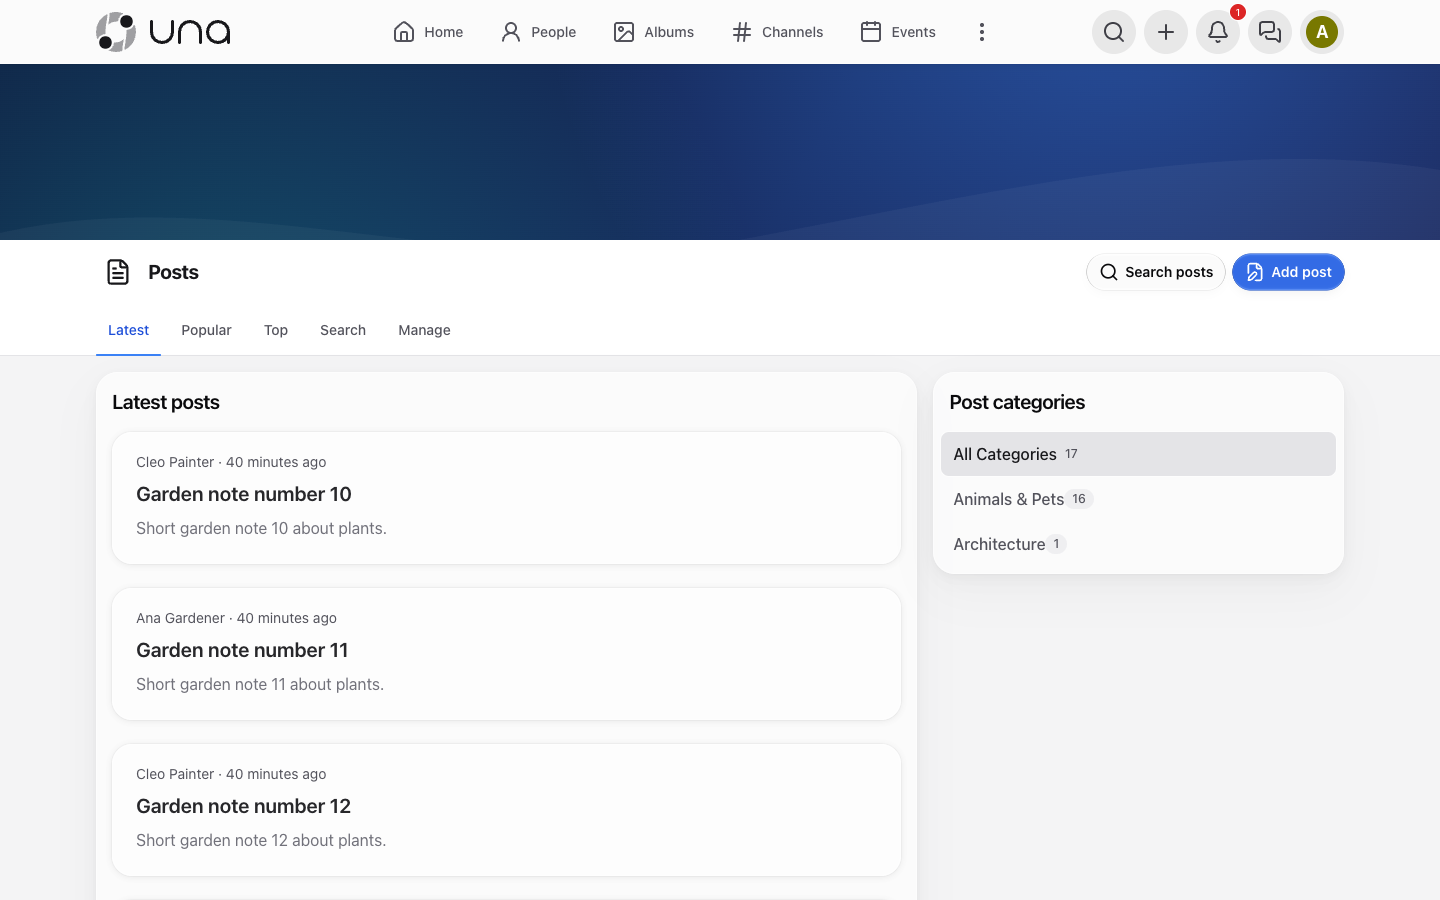 una
Home
People
Albums
Channels
Events
1
A
Posts
Search posts
Add post
Latest
Popular
Top
Search
Manage
Latest posts
Cleo Painter · 40 minutes ago
Garden note number 10
Short garden note 10 about plants.
Ana Gardener · 40 minutes ago
Garden note number 11
Short garden note 11 about plants.
Cleo Painter · 40 minutes ago
Garden note number 12
Short garden note 12 about plants.
Post categories
All Categories 17
Animals & Pets 16
Architecture 1